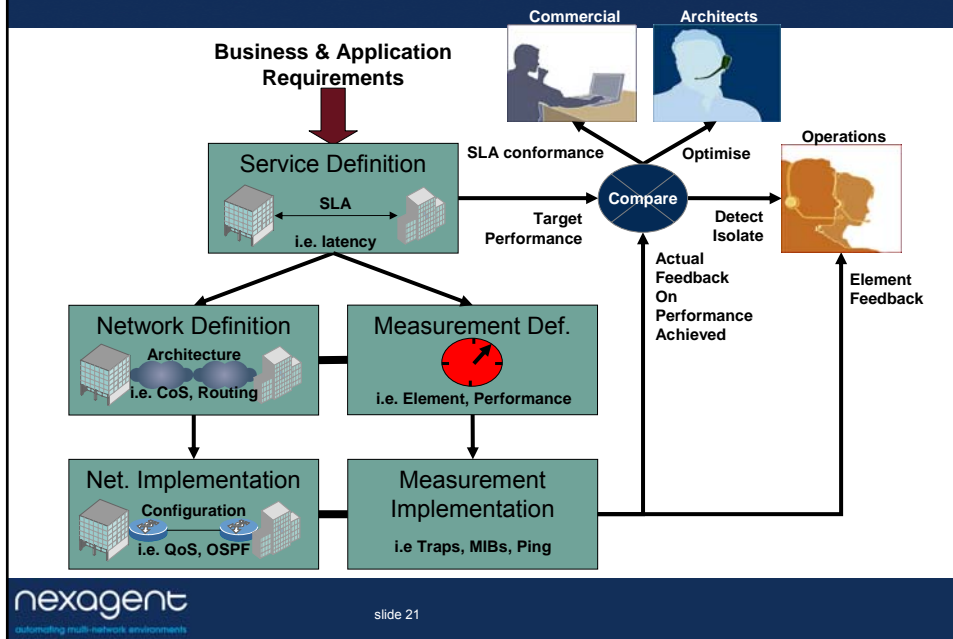 Commercial
Architects
Business & Application
Requirements
Operations
Service Definition
SLA
i.e. latency
SLA conformance
Optimise
Compare
Target
Performance
Detect
Isolate
Actual
Feedback
On
Performance
Achieved
Element
Feedback
Network Definition
Architecture
i.e. CoS, Routing
Measurement Def.
i.e. Element, Performance
Net. Implementation
Configuration
i.e. QoS, OSPF
Measurement
Implementation
i.e Traps, MIBs, Ping
nexagent
automating multi-network environments
slide 21